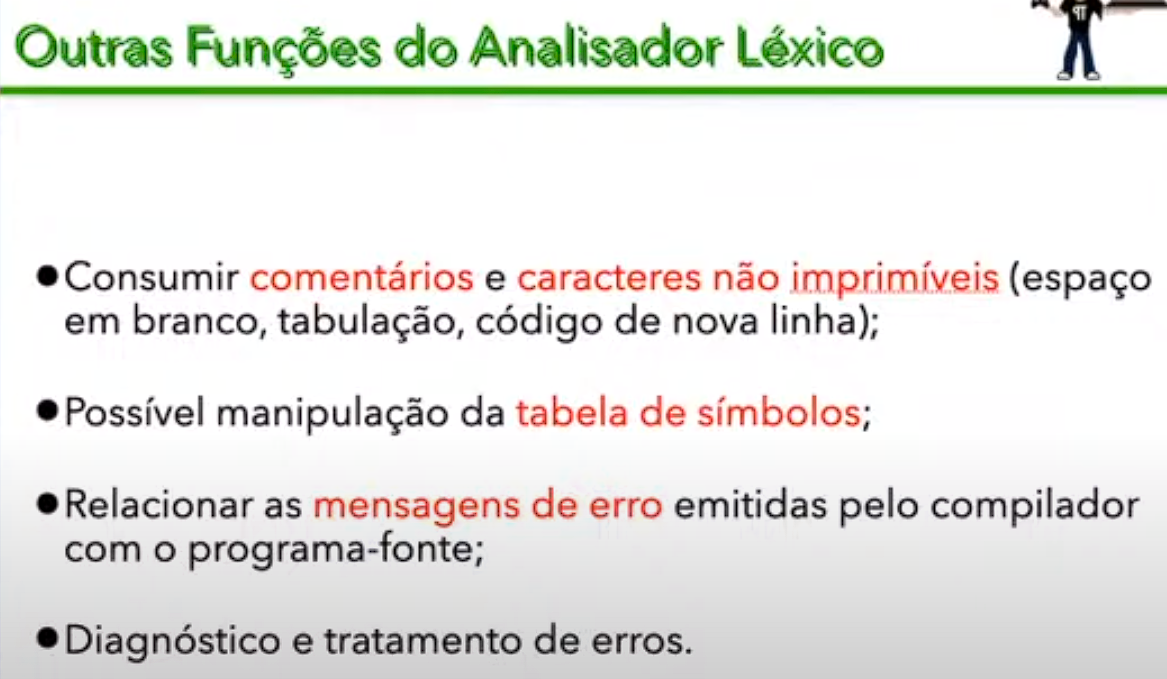 Outras Funções do Analisador Léxico
●Consumir comentários e caracteres não imprimíveis (espaço
em branco, tabulação, código de nova linha);
●Possível manipulação da tabela de símbolos;
●Relacionar as mensagens de erro emitidas pelo compilador
com o programa-fonte;
●Diagnóstico e tratamento de erros.